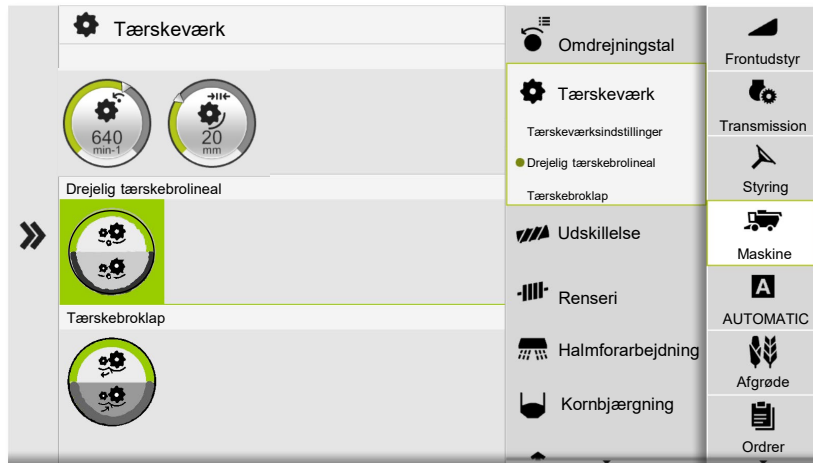 Tærskeværk
640
min-1
20
mm
Drejelig tærskebrolineal
Tærskebroklap
Omdrejningstal
Tærskeværk
Tærskeværksindstillinger
Drejelig tærskebrolineal
Tærskebroklap
Udskillelse
Renseri
Halmforarbejdning
Kornbjærgning
Frontudstyr
Transmission
Styring
Maskine
A
AUTOMATIC
Afgrøde
Ordrer